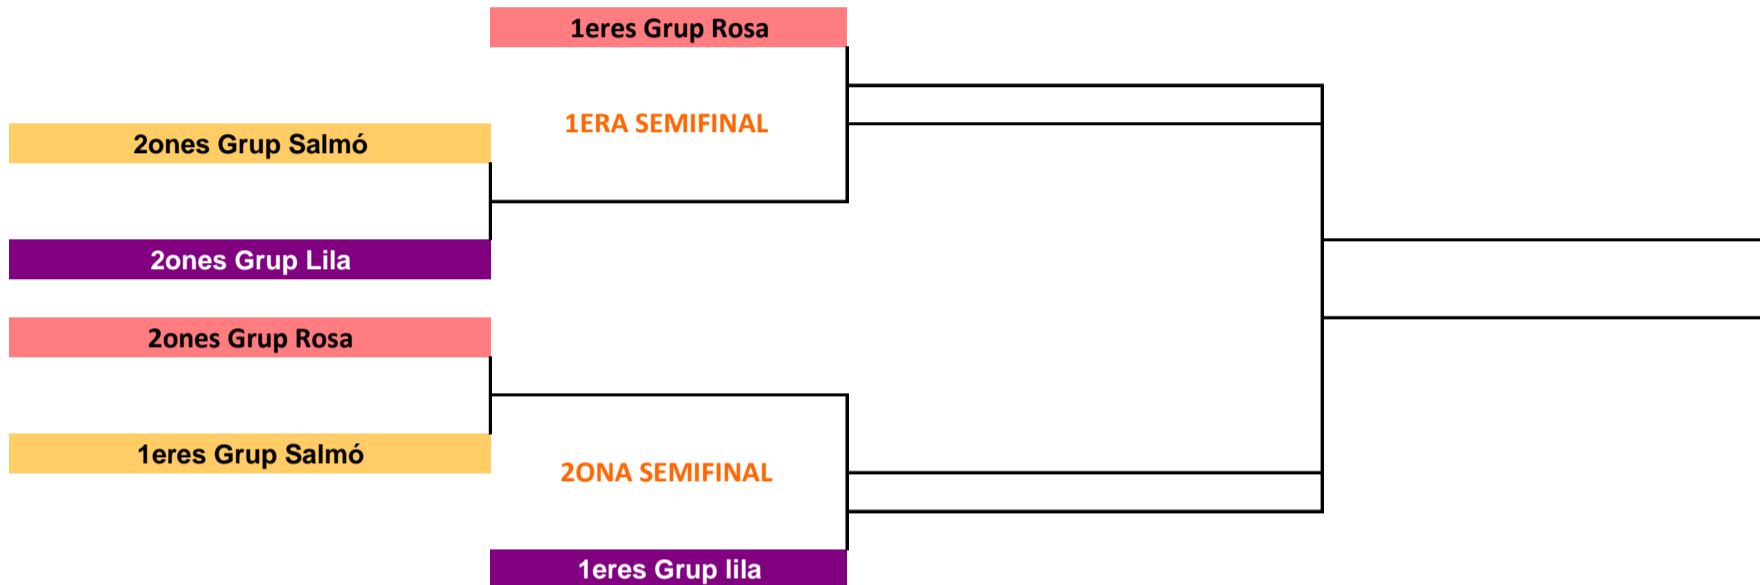 1eres Grup Rosa
1ERA SEMIFINAL
2ones Grup Salmó
2ones Grup Lila
2ones Grup Rosa
1eres Grup Salmó
2ONA SEMIFINAL
1eres Grup lila